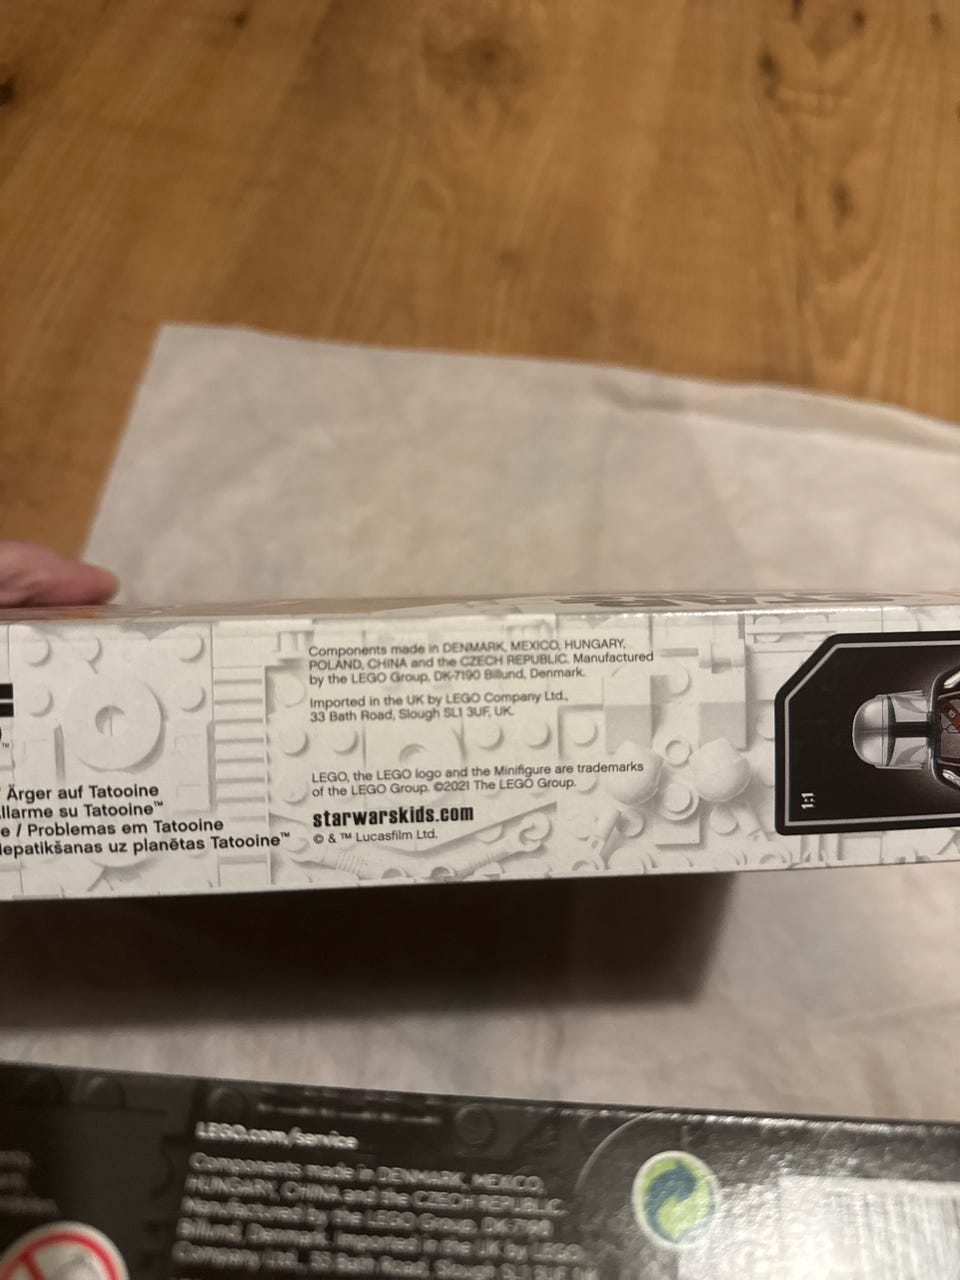 Components made in DENMARK, MEXICO, HUNGARY,
POLAND, CHINA and the CZECH REPUBLIC. Manufactured
by the LEGO Group, DK-7190 Billund, Denmark.
Imported in the UK by LEGO Company Ltd.,
33 Bath Road, Slough SL1 3UF, UK.
LEGO, the LEGO logo and the Minifigure are trademarks
of the LEGO Group. ©2021 The LEGO Group.
starwarskids.com
© & ™ Lucasfilm Ltd.
™
Ärger auf Tatooine
llarme su Tatooine™
e / Problemas em Tatooine
lepatikšanas uz planētas Tatooine™
1:1
LEGO.com/service
Components made in DENMARK, MEXICO,
HUNGARY, CHINA and the CZECH REPUBLIC.
Manufactured by the LEGO Group, DK-7190
Billund, Denmark. Imported in the UK by LEGO
Company Ltd., 33 Bath Road, Slough SL1 3UF, U